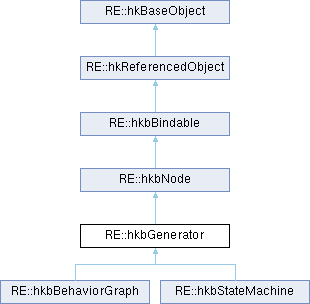 RE::hkBaseObject
RE::hkReferencedObject
RE::hkbBindable
RE::hkbNode
RE::hkbGenerator
RE::hkbBehaviorGraph RE::hkbStateMachine